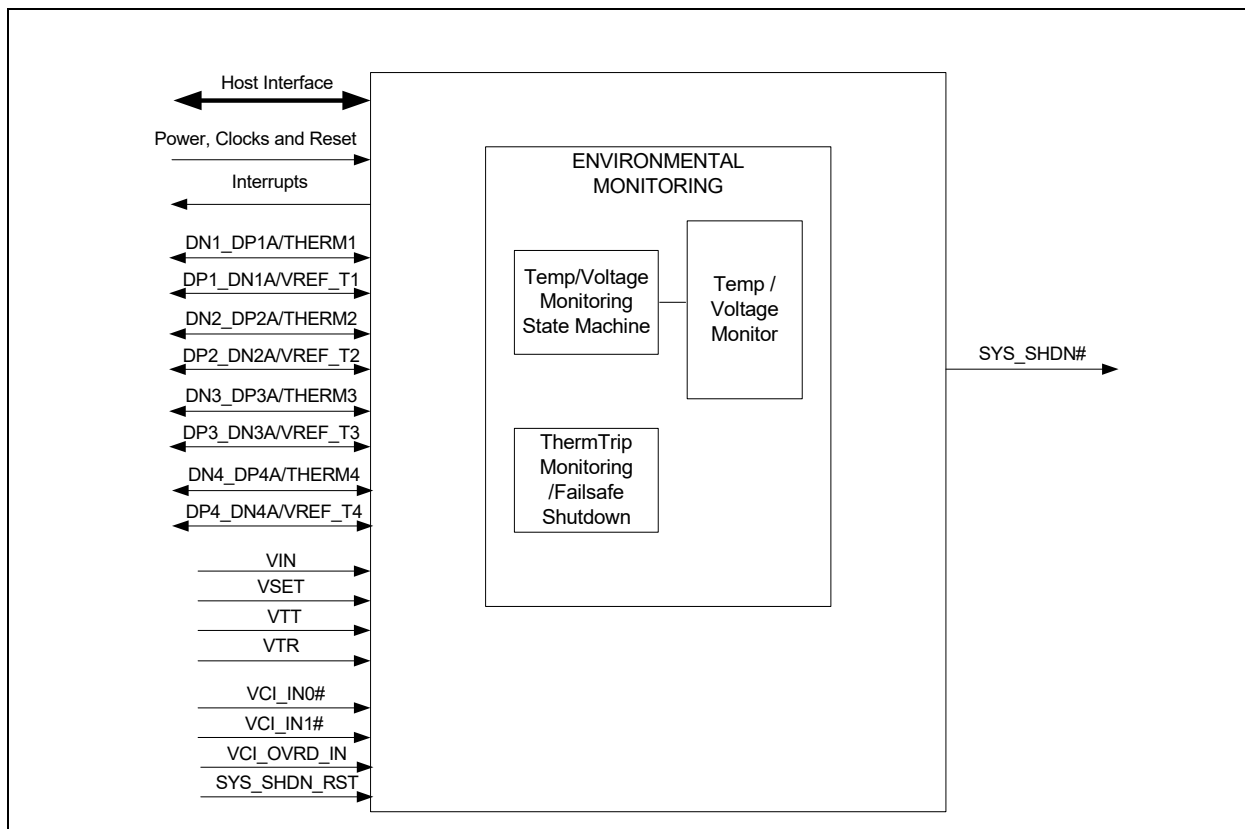 Host Interface
Power, Clocks and Reset
Interrupts
DN1_DP1A/THERM1
DP1_DN1A/VREF_T1
DN2_DP2A/THERM2
DP2_DN2A/VREF_T2
DN3_DP3A/THERM3
DP3_DN3A/VREF_T3
DN4_DP4A/THERM4
DP4_DN4A/VREF_T4
VIN
VSET
VTT
VTR
VCI_IN0#
VCI_IN1#
VCI_OVRD_IN
SYS_SHDN_RST
ENVIRONMENTAL
MONITORING
Temp/Voltage
Monitoring
State Machine
Temp /
Voltage
Monitor
ThermTrip
Monitoring
/Failsafe
Shutdown
SYS_SHDN#